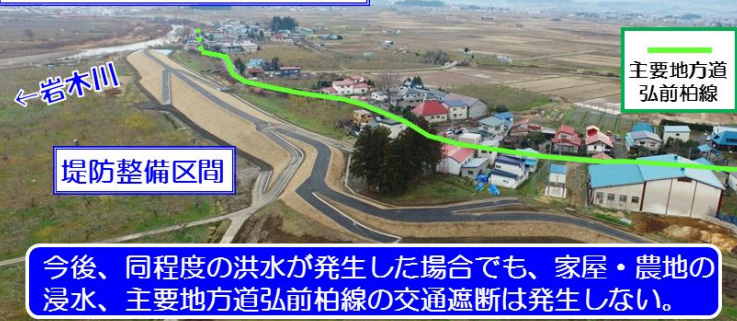 主要地方道
弘前柏線
←岩木川
堤防整備区間
今後、同程度の洪水が発生した場合でも、家屋・農地の
浸水、主要地方道弘前柏線の交通遮断は発生しない。